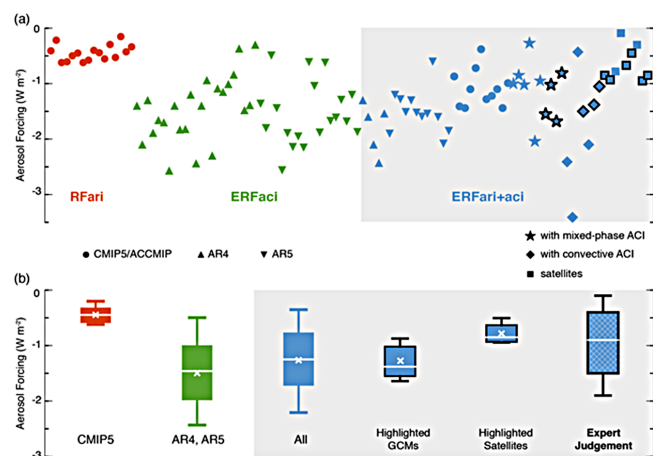 (a)
0
-1
-2
-3
Aerosol Forcing (W m-2)
RFari
ERFaci
ERFari+aci
CMIP5/ACCMIP
AR4
AR5
with mixed-phase ACI
with convective ACI
satellites
(b)
0
-1
-2
-3
Aerosol Forcing (W m-2)
CMIP5
AR4, AR5
All
Highlighted
GCMs
Highlighted
Satellites
Expert
Judgement